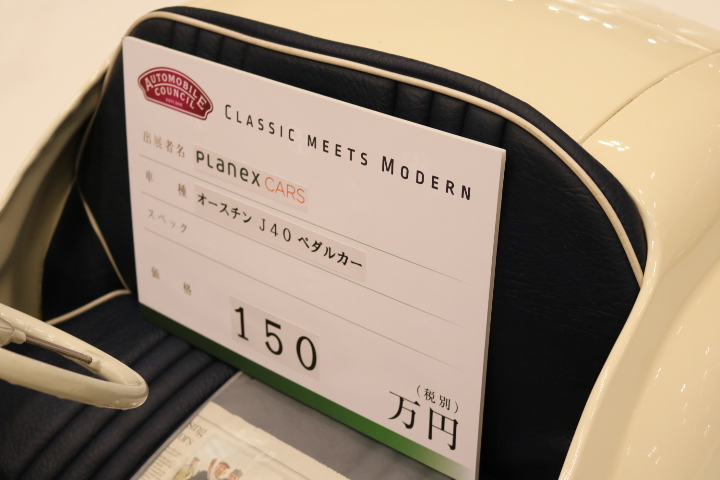 AUTOMOBILE
COUNCIL
CLASSIC MEETS MODERN
出展者名 PLANEX CARS
車 種 オースチン J40 ペダルカー
スペック
価 格
150
(税別)
万円